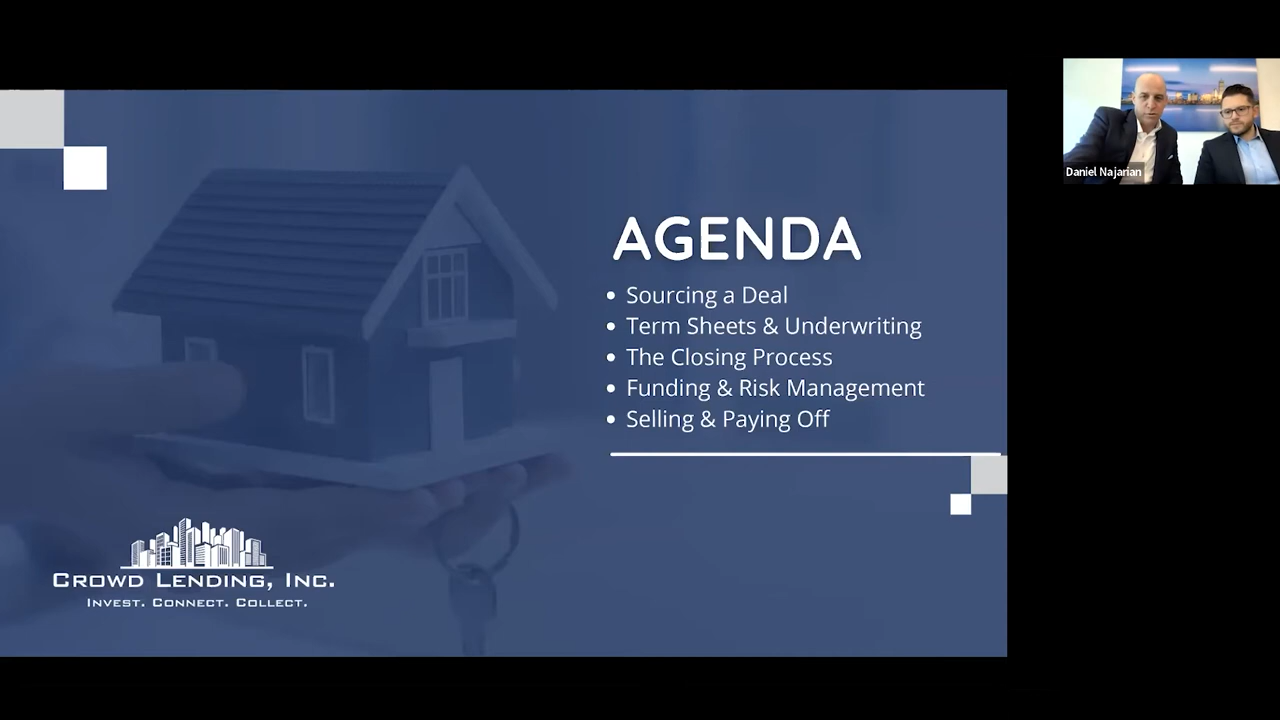 AGENDA
• Sourcing a Deal
• Term Sheets & Underwriting
• The Closing Process
• Funding & Risk Management
• Selling & Paying Off
CROWD LENDING, INC.
INVEST. CONNECT. COLLECT.
Daniel Najarian